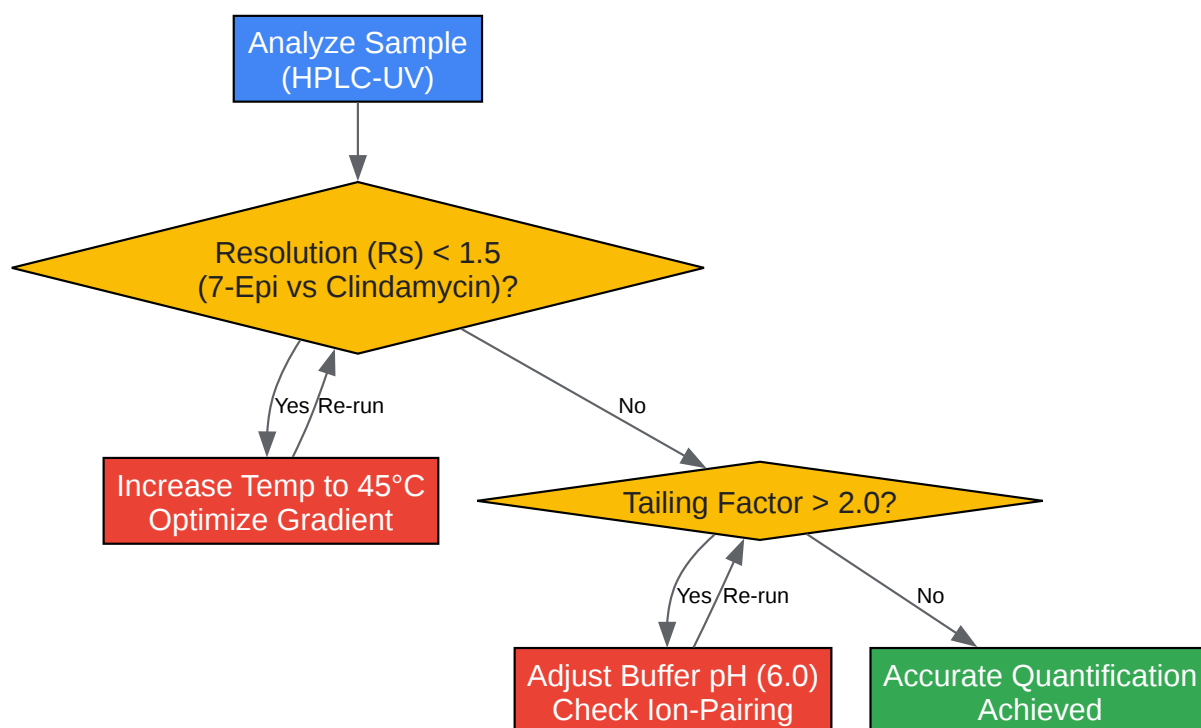 Analyze Sample
(HPLC-UV)
Resolution (Rs) < 1.5
(7-Epi vs Clindamycin)?
Yes
Re-run
No
Increase Temp to 45°C
Optimize Gradient
Tailing Factor > 2.0?
Yes
Re-run
No
Adjust Buffer pH (6.0)
Check Ion-Pairing
Accurate Quantification
Achieved